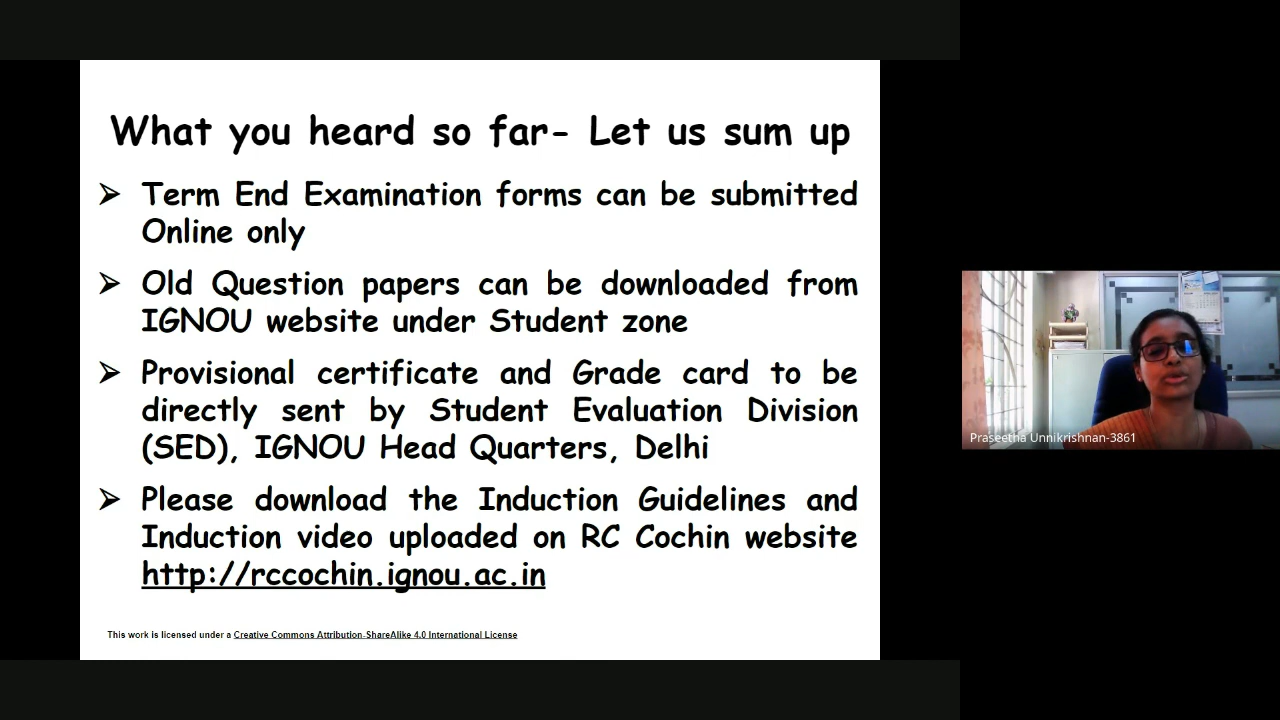 What you heard so far- Let us sum up
➢ Term End Examination forms can be submitted
Online only
➢ Old Question papers can be downloaded from
IGNOU website under Student zone
➢ Provisional certificate and Grade card to be
directly sent by Student Evaluation Division
(SED), IGNOU Head Quarters, Delhi
➢ Please download the Induction Guidelines and
Induction video uploaded on RC Cochin website
http://rccochin.ignou.ac.in
This work is licensed under a Creative Commons Attribution-ShareAlike 4.0 International License
Praseetha Unnikrishnan-3861